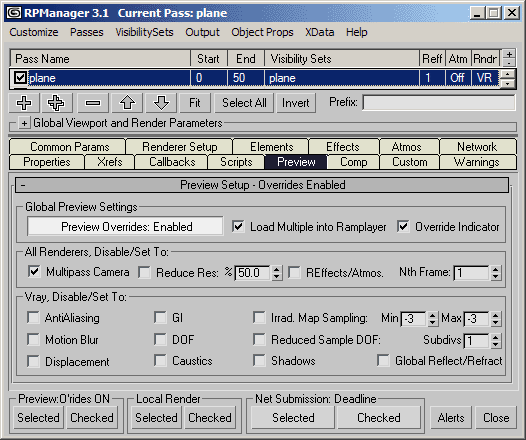 RPManager 3.1 Current Pass: plane
Customize Passes VisibilitySets Output Object Props XData Help
Pass Name Start End Visibility Sets Reff Atm Rndr + -
plane 0 50 plane 1 Off VR
Fit Select All Invert Prefix:
+ Global Viewport and Render Parameters
Common Params Renderer Setup Elements Effects Atmos Network
Properties Xrefs Callbacks Scripts Preview Comp Custom Warnings
- Preview Setup - Overrides Enabled
Global Preview Settings
Preview Overrides: Enabled Load Multiple into Ramplayer Override Indicator
All Renderers, Disable/Set To:
Multipass Camera Reduce Res: % 50.0 REffects/Atmos. Nth Frame: 1
Vray, Disable/Set To:
AntiAliasing GI Irrad. Map Sampling: Min -3 Max -3
Motion Blur DOF Reduced Sample DOF: Subdivs 1
Displacement Caustics Shadows Global Reflect/Refract
Preview:O'rides ON Local Render Net Submission: Deadline
Selected Checked Selected Checked Selected Checked Alerts Close